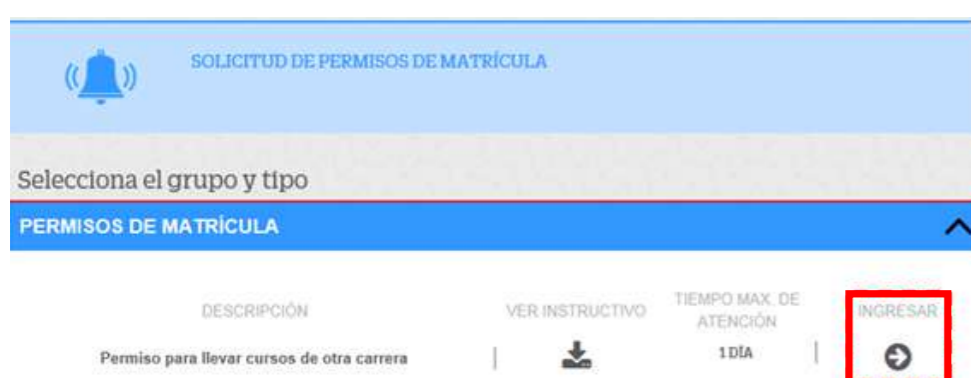 SOLICITUD DE PERMISOS DE MATRÍCULA
Selecciona el grupo y tipo
PERMISOS DE MATRÍCULA
DESCRIPCIÓN
VER INSTRUCTIVO
TIEMPO MAX. DE
ATENCIÓN
INGRESAR
Permiso para llevar cursos de otra carrera
1 DÍA